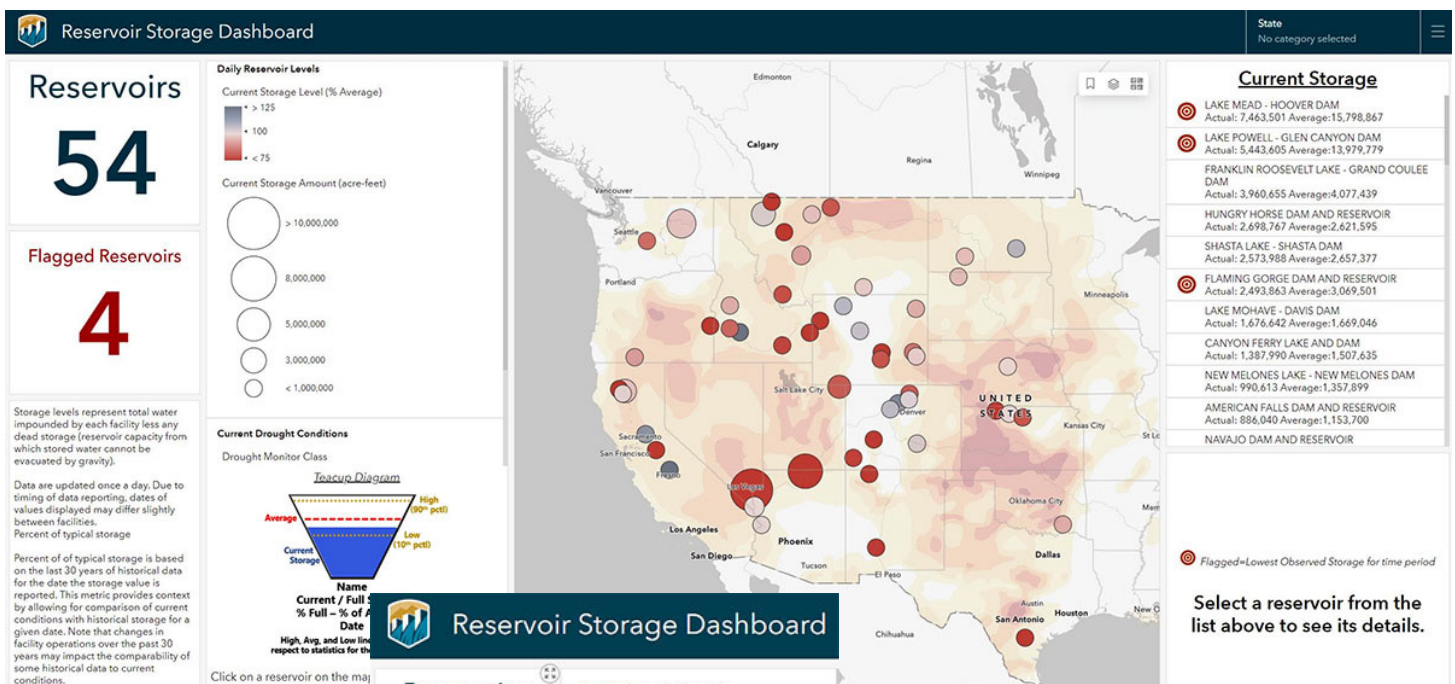 Reservoir Storage Dashboard
State
No category selected
Reservoirs
54
Flagged Reservoirs
4
Storage levels represent total water
impounded by each facility less any
dead storage (reservoir capacity from
which stored water cannot be
evacuated by gravity).
Data are updated once a day. Due to
timing of data reporting, dates of
values displayed may differ slightly
between facilities.
Percent of typical storage
Percent of of typical storage is based
on the last 30 years of historical data
for the date the storage value is
reported. This metric provides context
by allowing for comparison of current
conditions with historical storage for a
given date. Note that changes in
facility operations over the past 30
years may impact the comparability of
some historical data to current
conditions.
Daily Reservoir Levels
Current Storage Level (% Average)
> 125
100
< 75
Current Storage Amount (acre-feet)
> 10,000,000
8,000,000
5,000,000
3,000,000
< 1,000,000
Current Drought Conditions
Drought Monitor Class
Teacup Diagram
High
(90th pctl)
Average
Low
(10th pctl)
Current
Storage
Name
Current / Full
% Full – % of
Date
High, Avg, and Low
respect to statistics for
Click on a reservoir on the
Edmonton
Calgary
Regina
Winnipeg
Vancouver
Seattle
Portland
Minneapolis
Salt Lake City
UNITED
STATES
Denver
Kansas City
Sacramento
San Francisco
Fresno
Las Vegas
Oklahoma City
Los Angeles
Phoenix
San Diego
Tucson
Dallas
El Paso
Austin
Houston
San Antonio
Chihuahua
Current Storage
LAKE MEAD - HOOVER DAM
Actual: 7,463,501 Average:15,798,867
LAKE POWELL - GLEN CANYON DAM
Actual: 5,443,605 Average:13,979,779
FRANKLIN ROOSEVELT LAKE - GRAND COULEE
DAM
Actual: 3,960,655 Average:4,077,439
HUNGRY HORSE DAM AND RESERVOIR
Actual: 2,698,767 Average:2,621,595
SHASTA LAKE - SHASTA DAM
Actual: 2,573,988 Average:2,657,377
FLAMING GORGE DAM AND RESERVOIR
Actual: 2,493,863 Average:3,069,501
LAKE MOHAVE - DAVIS DAM
Actual: 1,676,642 Average:1,669,046
CANYON FERRY LAKE AND DAM
Actual: 1,387,990 Average:1,507,635
NEW MELONES LAKE - NEW MELONES DAM
Actual: 990,613 Average:1,357,899
AMERICAN FALLS DAM AND RESERVOIR
Actual: 886,040 Average:1,153,700
NAVAJO DAM AND RESERVOIR
Flagged=Lowest Observed Storage for time period
Select a reservoir from the
list above to see its details.
Reservoir Storage Dashboard